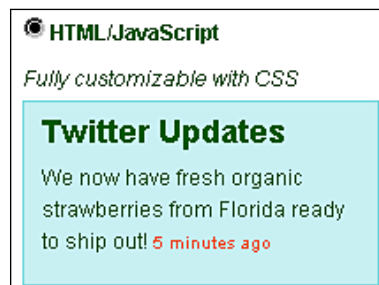 HTML/JavaScript
Fully customizable with CSS
Twitter Updates
We now have fresh organic
strawberries from Florida ready
to ship out! 5 minutes ago